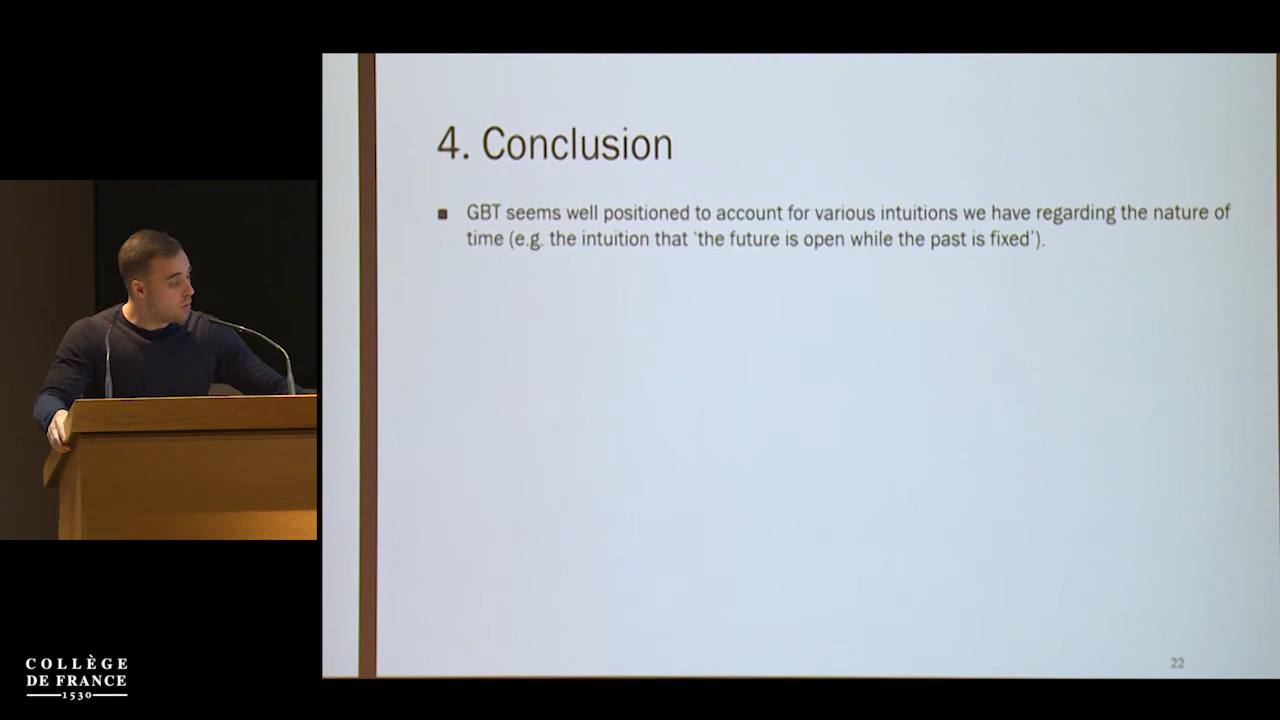 4. Conclusion
■ GBT seems well positioned to account for various intuitions we have regarding the nature of
time (e.g. the intuition that ‘the future is open while the past is fixed’).
22
COLLÈGE
DE FRANCE
1530